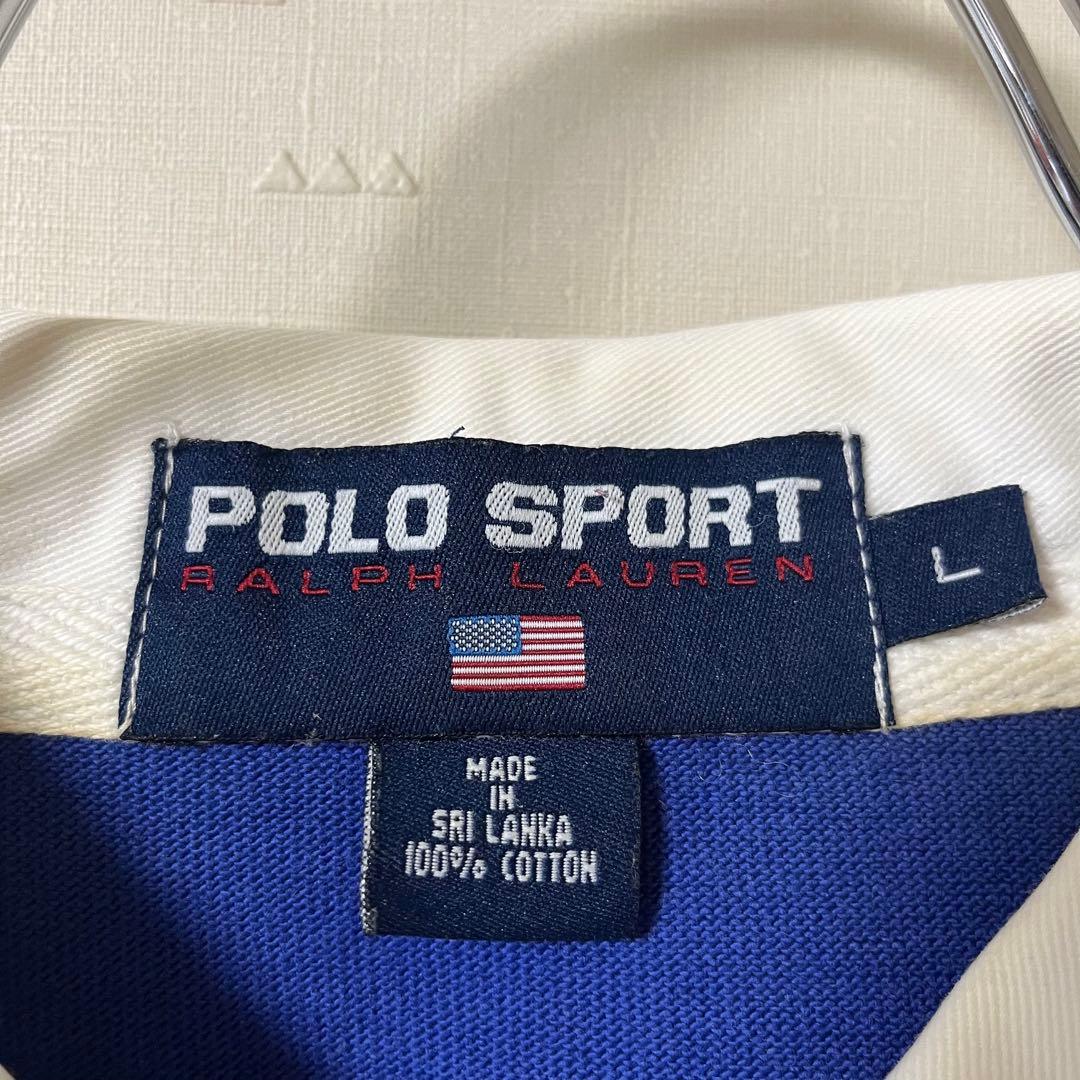 POLO SPORT
RALPH LAUREN
L
MADE
IN
SRI LANKA
100% COTTON